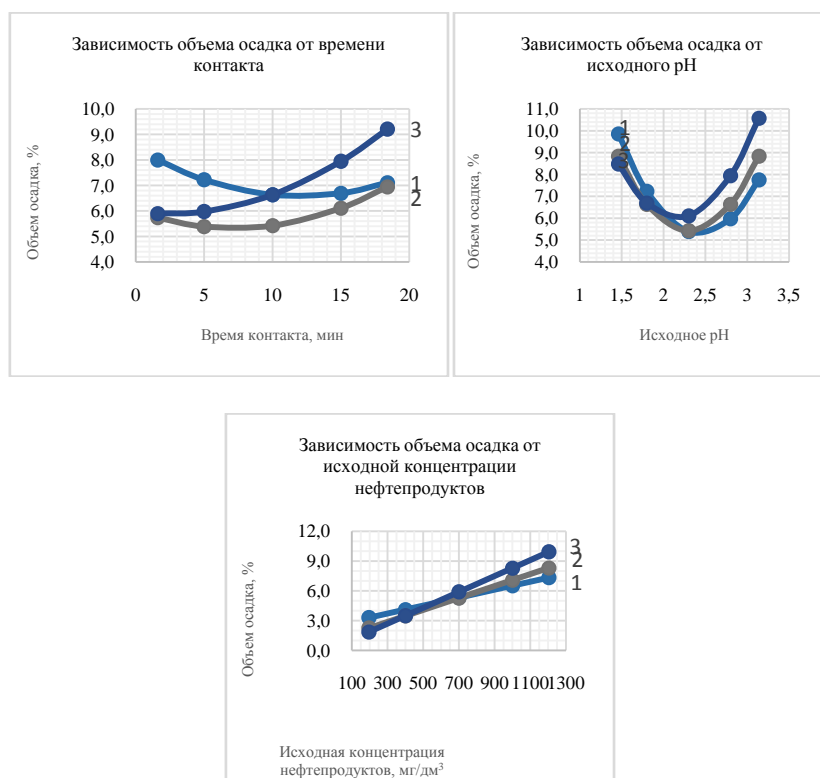 Зависимость объема осадка от времени
контакта
Объем осадка, %
10,0
9,0
8,0
7,0
6,0
5,0
4,0
3
1
2
0 5 10 15 20
Время контакта, мин
Зависимость объема осадка от
исходного pH
Объем осадка, %
11,0
10,0
9,0
8,0
7,0
6,0
5,0
4,0
1
2
3
1 1,5 2 2,5 3 3,5
Исходное pH
Зависимость объема осадка от
исходной концентрации
нефтепродуктов
Объем осадка, %
12,0
9,0
6,0
3,0
0,0
3
2
1
100 300 500 700 900 1100 1300
Исходная концентрация
нефтепродуктов, мг/дм³